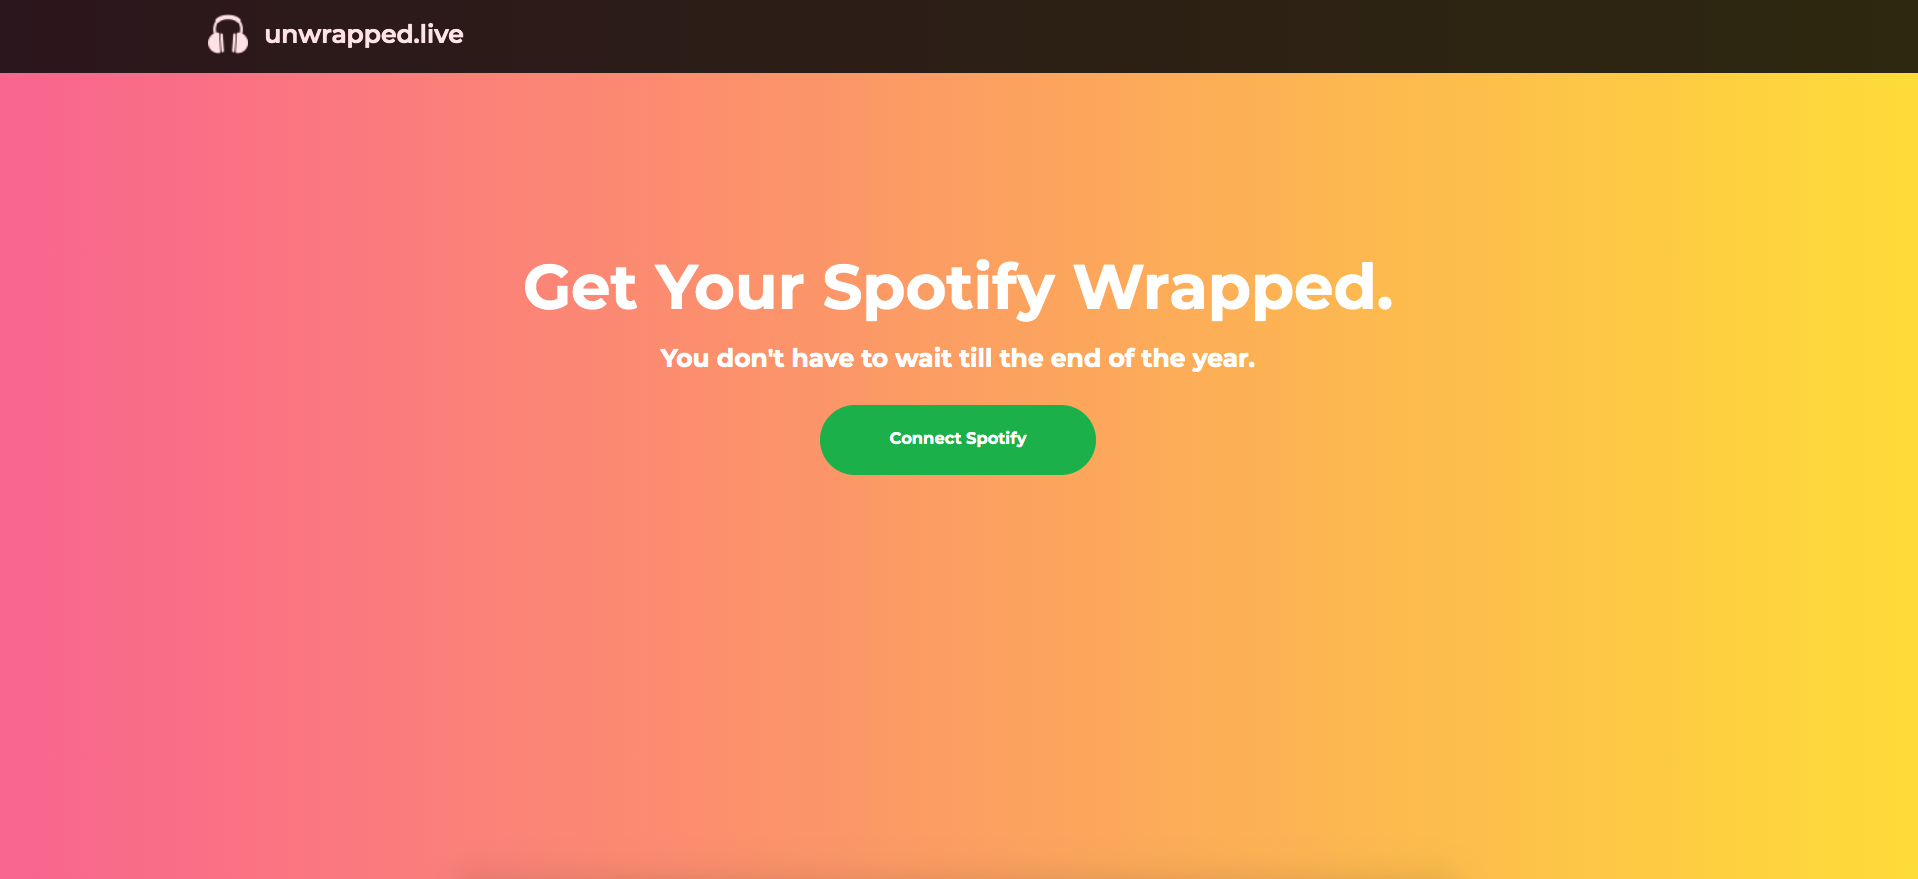 unwrapped.live
Get Your Spotify Wrapped.
You don't have to wait till the end of the year.
Connect Spotify